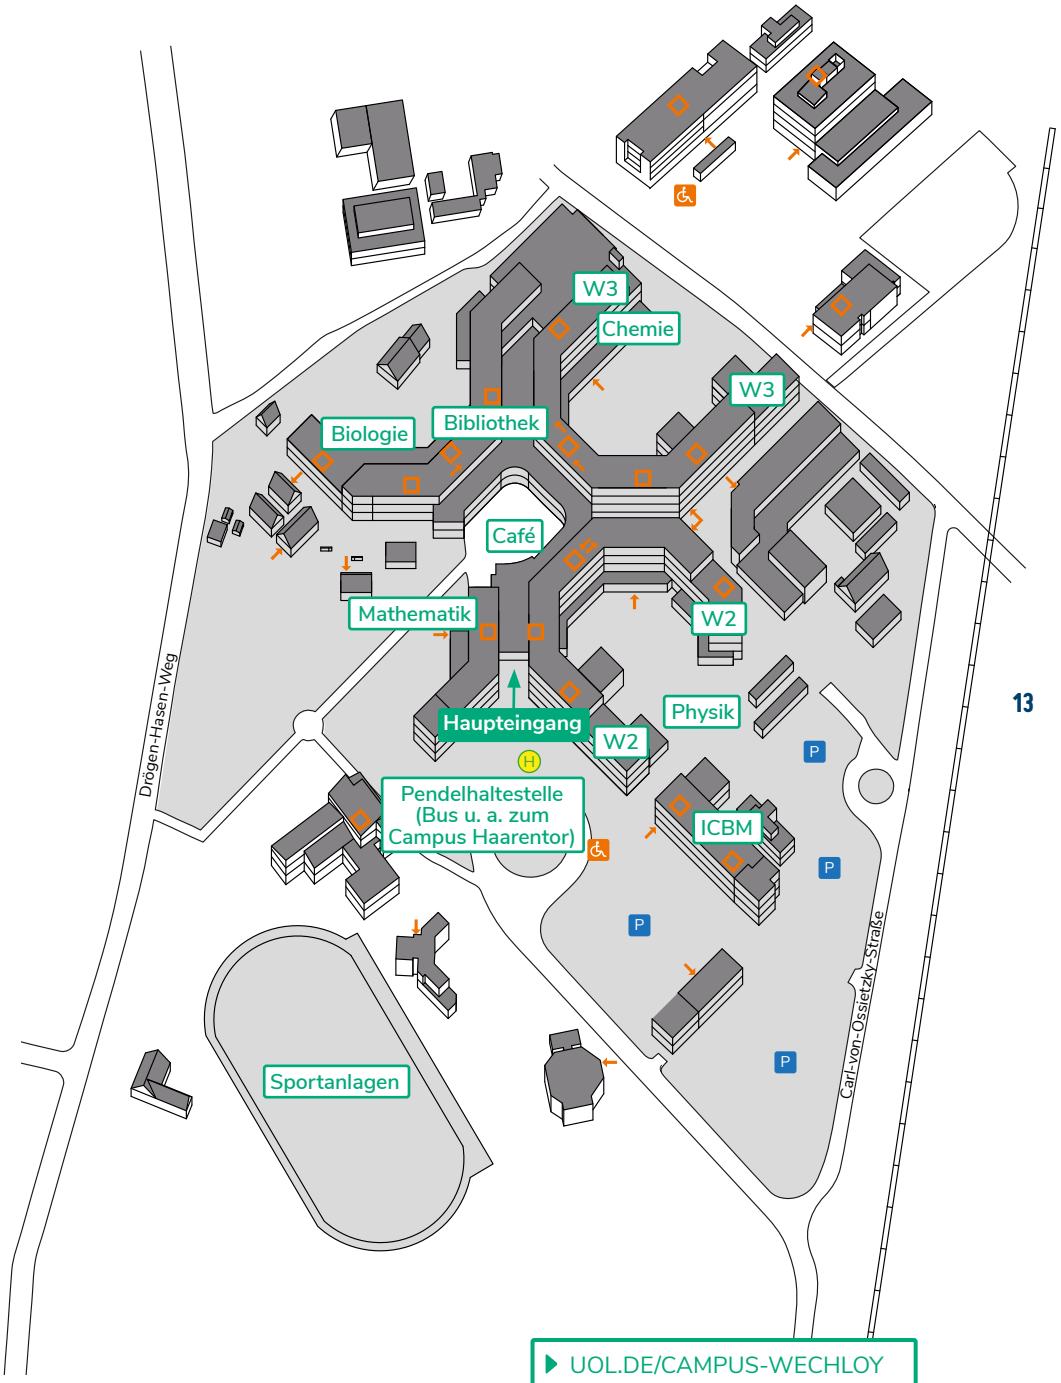 W3
Chemie
W3
Bibliothek
Biologie
Café
Mathematik
W2
Drögen-Hasen-Weg
Physik
13
Haupteingang
W2
H
P
Pendelhaltestelle
(Bus u. a. zum
Campus Haarentor)
ICBM
P
P
Carl-von-Ossietzky-Straße
P
Sportanlagen
UOL.DE/CAMPUS-WECHLOY